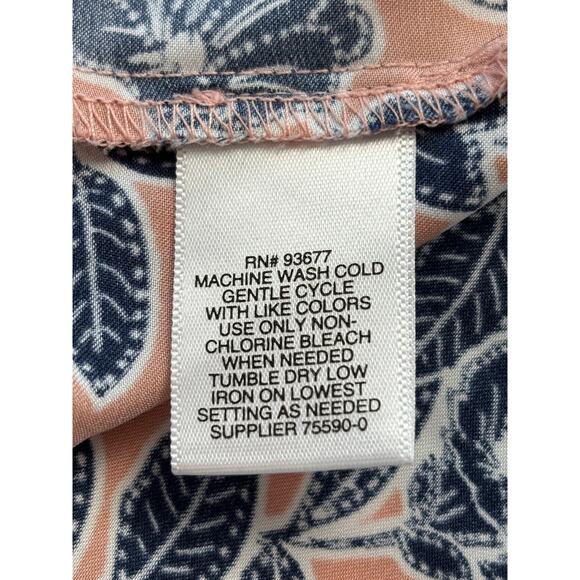 RN# 93677
MACHINE WASH COLD
GENTLE CYCLE
WITH LIKE COLORS
USE ONLY NON-
CHLORINE BLEACH
WHEN NEEDED
TUMBLE DRY LOW
IRON ON LOWEST
SETTING AS NEEDED
SUPPLIER 75590-0